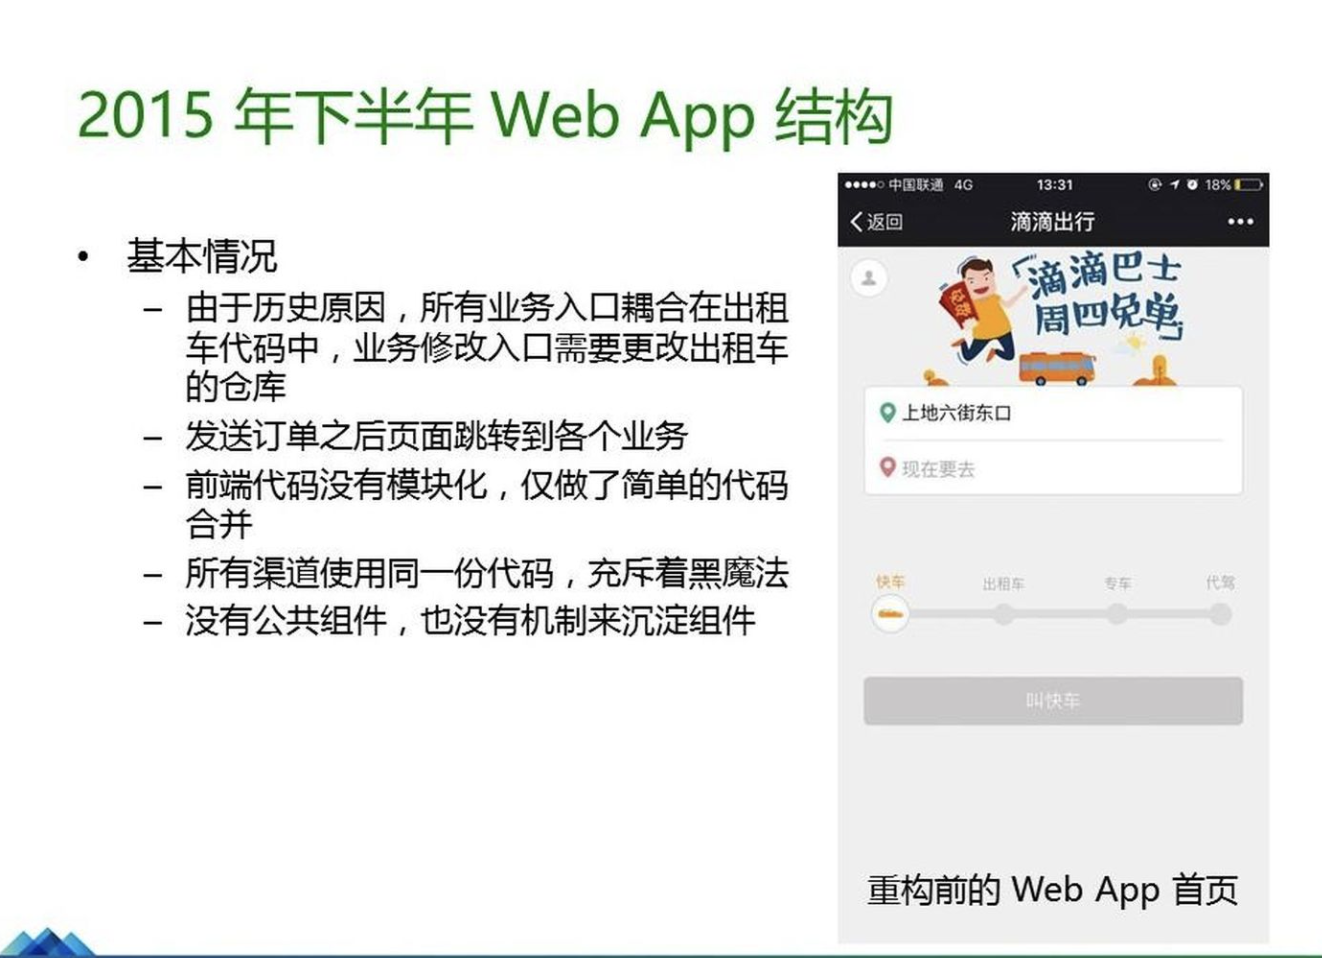 2015 年下半年 Web App 结构
• 基本情况
– 由于历史原因，所有业务入口耦合在出租
车代码中，业务修改入口需要更改出租车
的仓库
– 发送订单之后页面跳转到各个业务
– 前端代码没有模块化，仅做了简单的代码
合并
– 所有渠道使用同一份代码，充斥着黑魔法
– 没有公共组件，也没有机制来沉淀组件
中国联通 4G 13:31 18%
返回 滴滴出行
滴滴巴士
周四免单
免费
上地六街东口
现在要去
快车 出租车 专车 代驾
叫快车
重构前的 Web App 首页